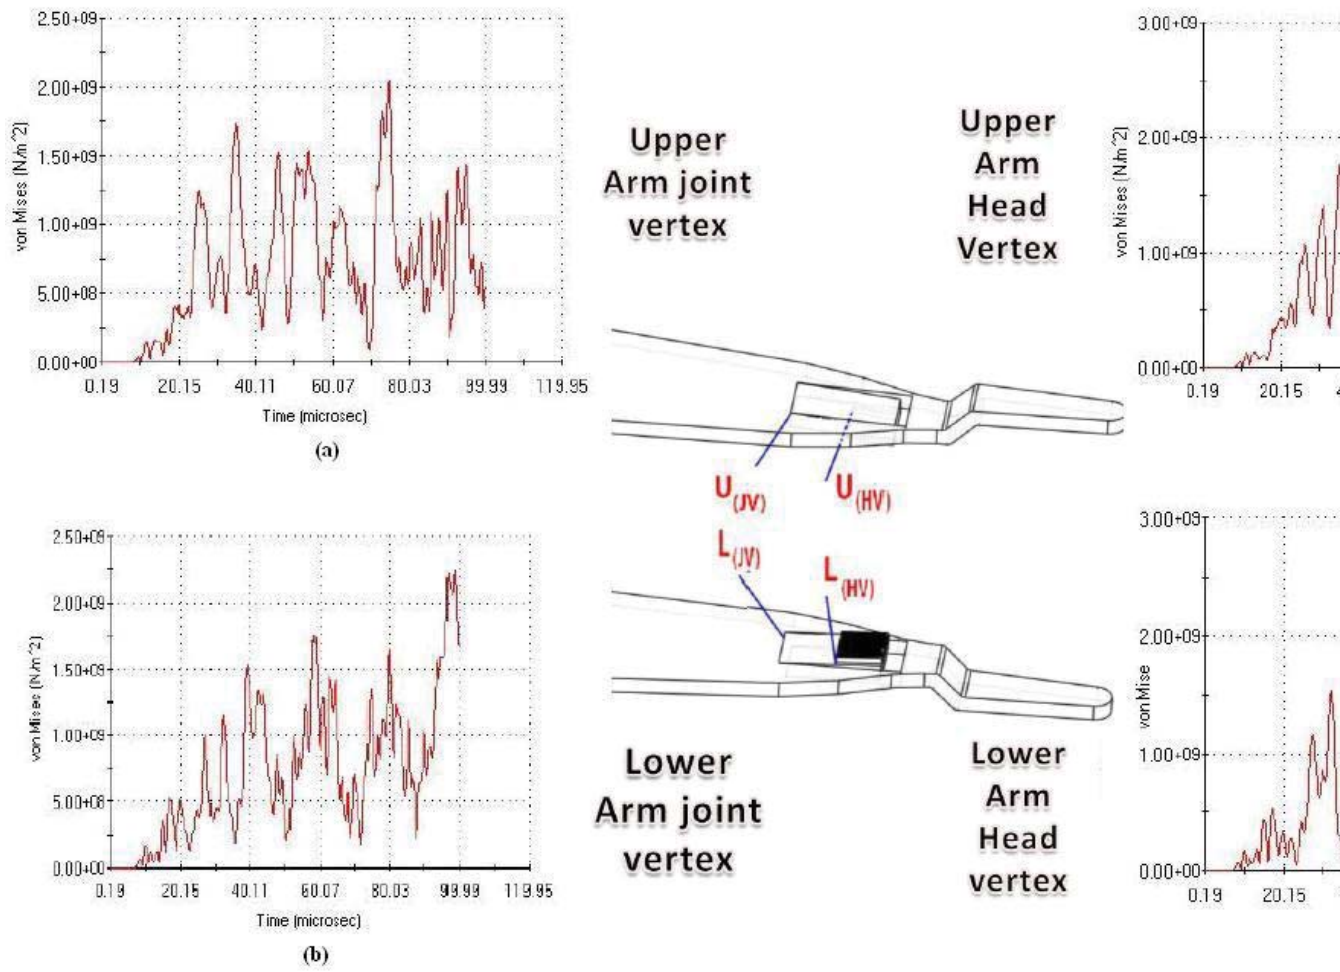 2.50+09
2.00+09
1.50+09
1.00+09
5.00+08
0.00+00
von Mises (N/m^2)
0.19 20.15 40.11 60.07 80.03 99.99 119.95
Time (microsec)
(a)
Upper
Arm joint
vertex
Upper
Arm
Head
Vertex
3.00+09
2.00+09
1.00+09
0.00+00
von Mises (N/m^2)
0.19 20.15
U(JV)
U(HV)
L(JV)
L(HV)
2.50+09
2.00+09
1.50+09
1.00+09
5.00+08
0.00+00
von Mises (N/m^2)
0.19 20.15 40.11 60.07 80.03 99.99 119.95
Time (microsec)
(b)
Lower
Arm joint
vertex
Lower
Arm
Head
vertex
3.00+09
2.00+09
1.00+09
0.00+00
von Mise
0.19 20.15